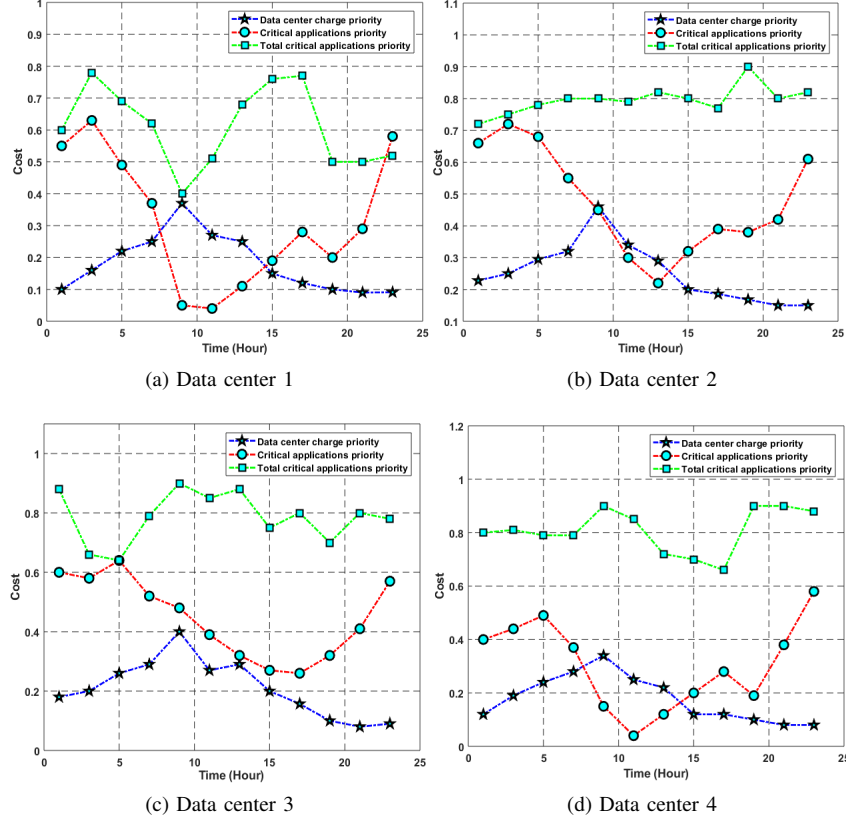 1
0.9
0.8
0.7
0.6
0.5
0.4
0.3
0.2
0.1
0
Cost
Data center charge priority
Critical applications priority
Total critical applications priority
0 5 10 15 20 25
Time (Hour)
(a) Data center 1
1.1
1
0.9
0.8
0.7
0.6
0.5
0.4
0.3
0.2
0.1
Cost
Data center charge priority
Critical applications priority
Total critical applications priority
0 5 10 15 20 25
Time (Hour)
(b) Data center 2
1
0.8
0.6
0.4
0.2
0
Cost
Data center charge priority
Critical applications priority
Total critical applications priority
0 5 10 15 20 25
Time (Hour)
(c) Data center 3
1.2
1
0.8
0.6
0.4
0.2
0
Cost
Data center charge priority
Critical applications priority
Total critical applications priority
0 5 10 15 20 25
Time (Hour)
(d) Data center 4